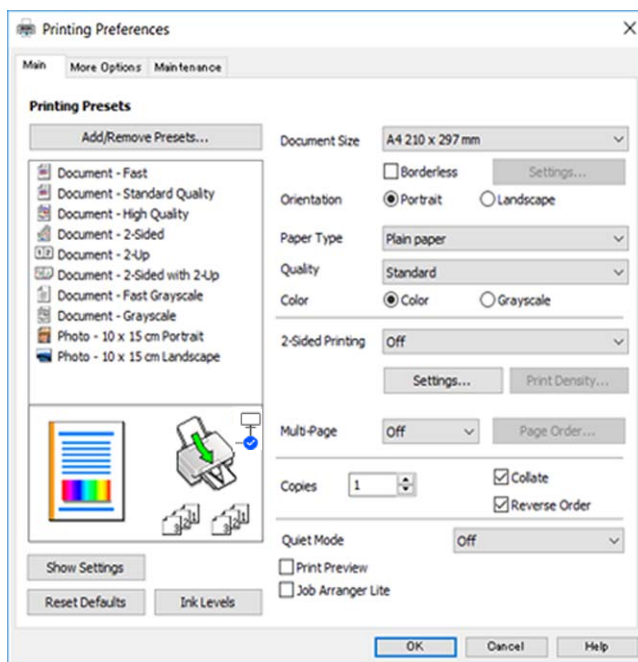 Printing Preferences
Main
More Options
Maintenance
Printing Presets
Add/Remove Presets...
Document - Fast
Document - Standard Quality
Document - High Quality
Document - 2-Sided
Document - 2-Up
Document - 2-Sided with 2-Up
Document - Fast Grayscale
Document - Grayscale
Photo - 10 x 15 cm Portrait
Photo - 10 x 15 cm Landscape
Show Settings
Reset Defaults
Ink Levels
Document Size
A4 210 x 297 mm
Borderless
Settings...
Orientation
Portrait
Landscape
Paper Type
Plain paper
Quality
Standard
Color
Color
Grayscale
2-Sided Printing
Off
Settings...
Print Density...
Multi-Page
Off
Page Order...
Copies
1
Collate
Reverse Order
Quiet Mode
Off
Print Preview
Job Arranger Lite
OK
Cancel
Help